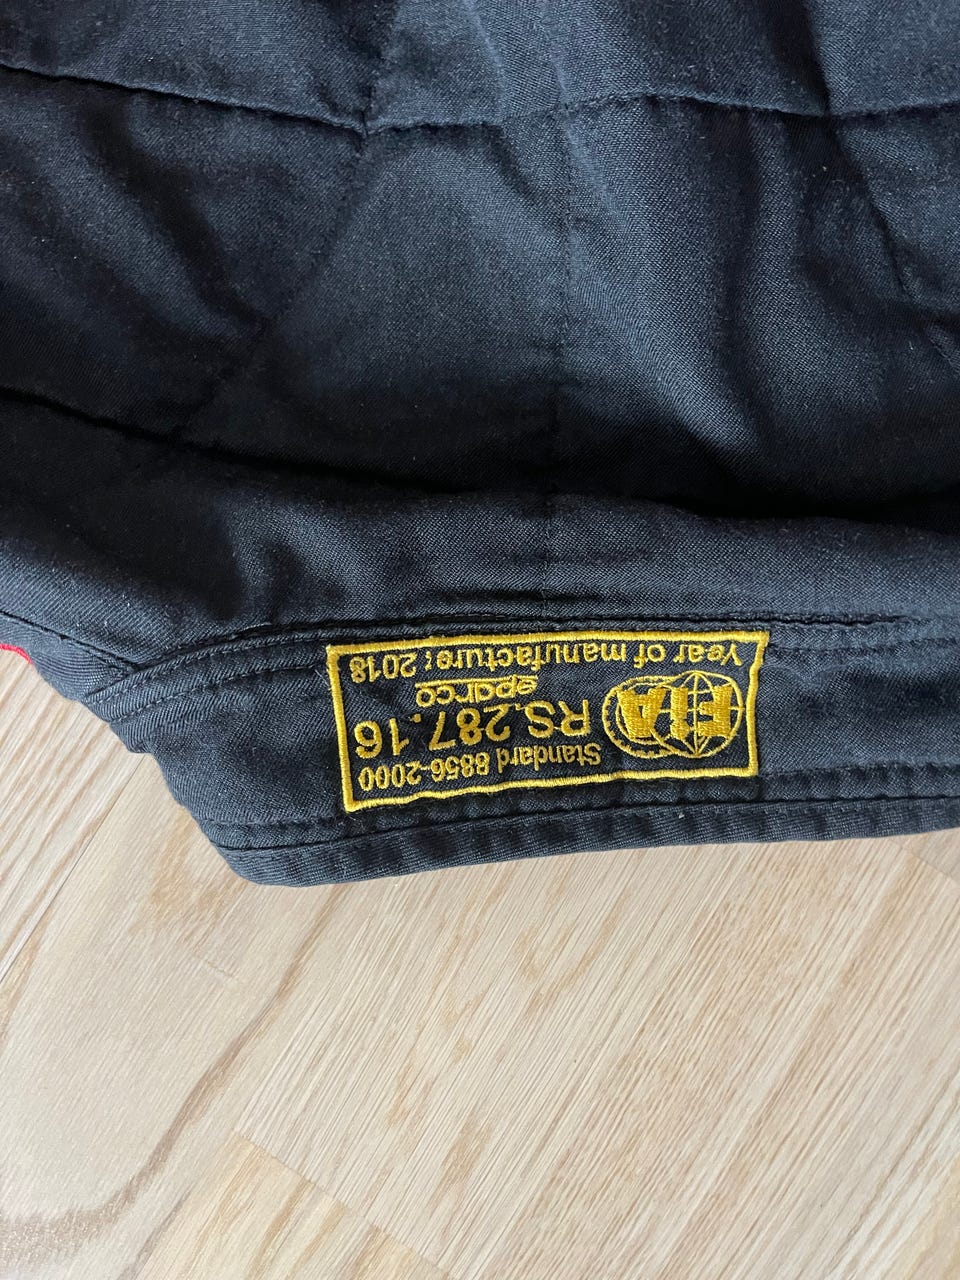 FIA
Standard 8856-2000
RS.287.16
sparco
Year of manufacture: 2018